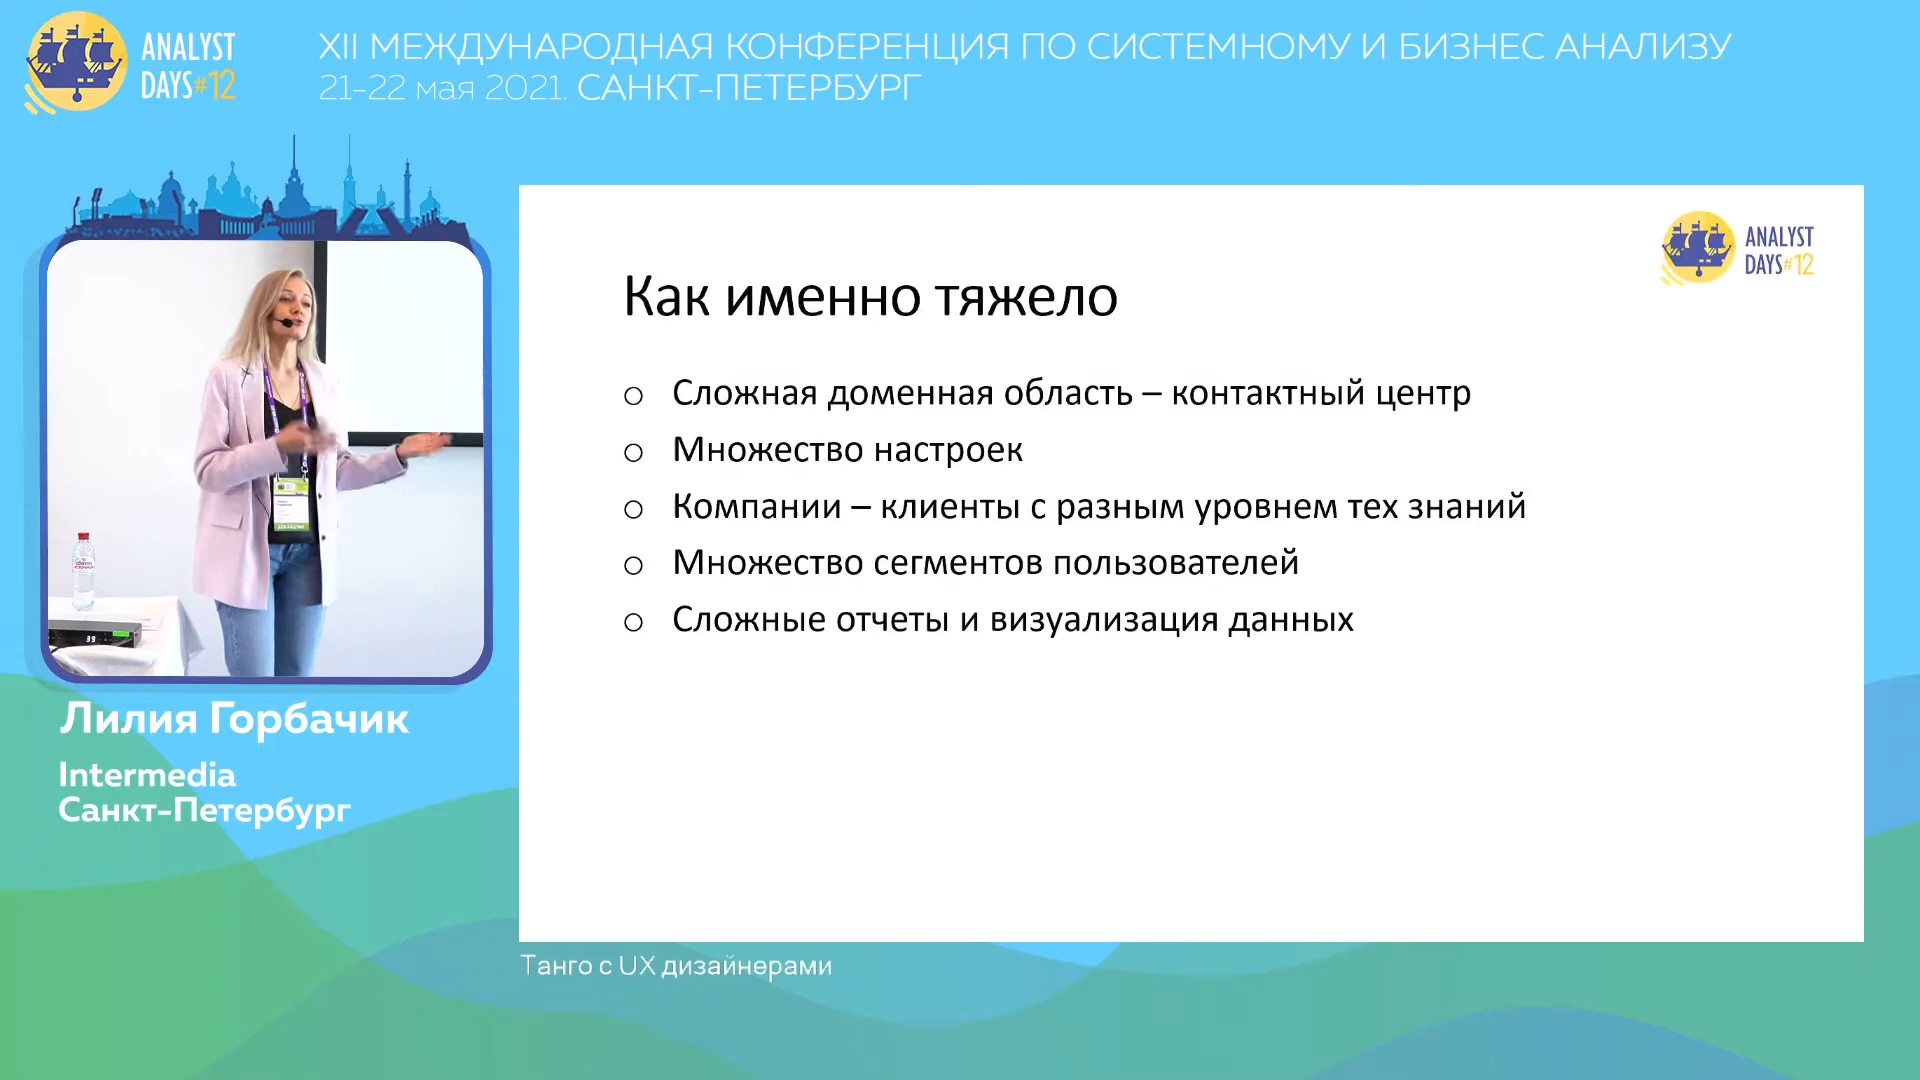 ANALYST
DAYS#12
XII МЕЖДУНАРОДНАЯ КОНФЕРЕНЦИЯ ПО СИСТЕМНОМУ И БИЗНЕС АНАЛИЗУ
21-22 мая 2021. САНКТ-ПЕТЕРБУРГ
ANALYST
DAYS#12
Как именно тяжело
o Сложная доменная область – контактный центр
o Множество настроек
o Компании – клиенты с разным уровнем тех знаний
o Множество сегментов пользователей
o Сложные отчеты и визуализация данных
39
Лилия Горбачик
Intermedia
Санкт-Петербург
Танго с UX дизайнерами